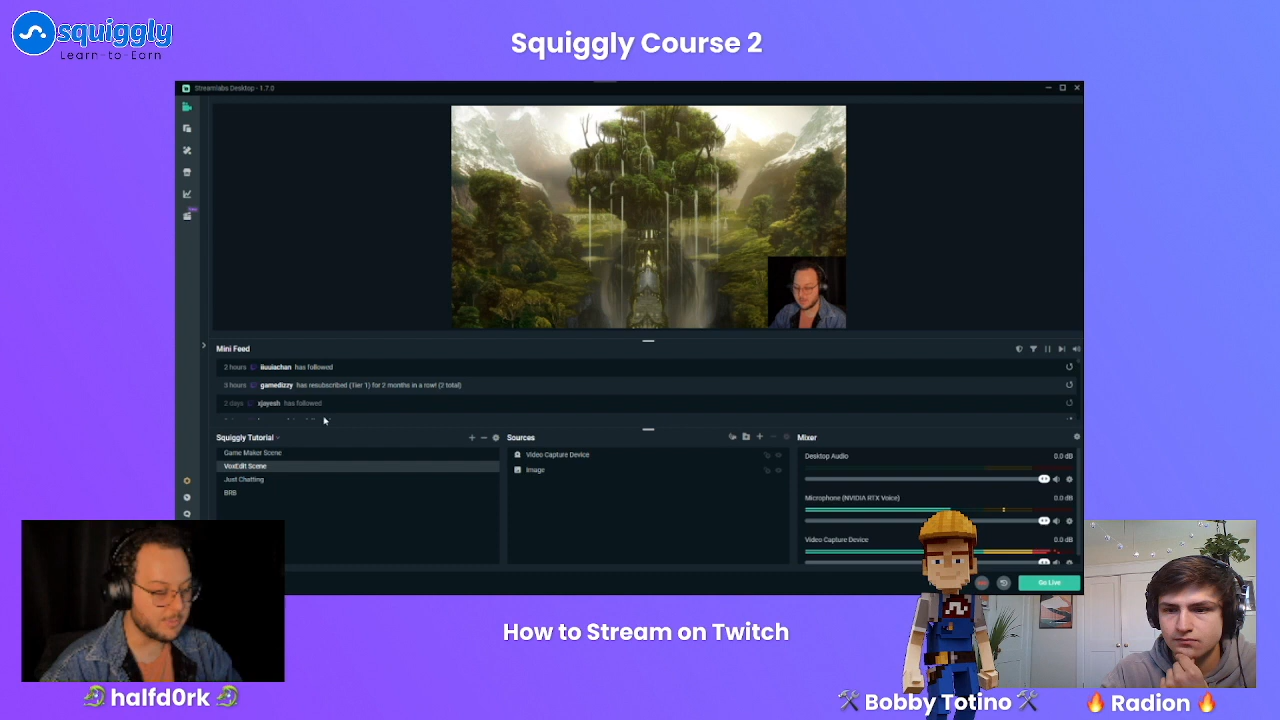 squiggly
Learn-to-Earn
Squiggly Course 2
Streamlabs Desktop - 1.7.0
Mini Feed
2 hours iiuuiachan has followed
3 hours gamedizzy has resubscribed (Tier 1) for 2 months in a row! (2 total)
2 days xjayesh has followed
Squiggly Tutorial
Game Maker Scene
VoxEdit Scene
Just Chatting
BRB
Sources
Video Capture Device
Image
Mixer
Desktop Audio 0.0 dB
Microphone (NVIDIA RTX Voice) 0.0 dB
Video Capture Device 0.0 dB
Go Live
How to Stream on Twitch
🐉 halfd0rk 🐉
🛠 Bobby Totino 🛠
🔥 Radion 🔥